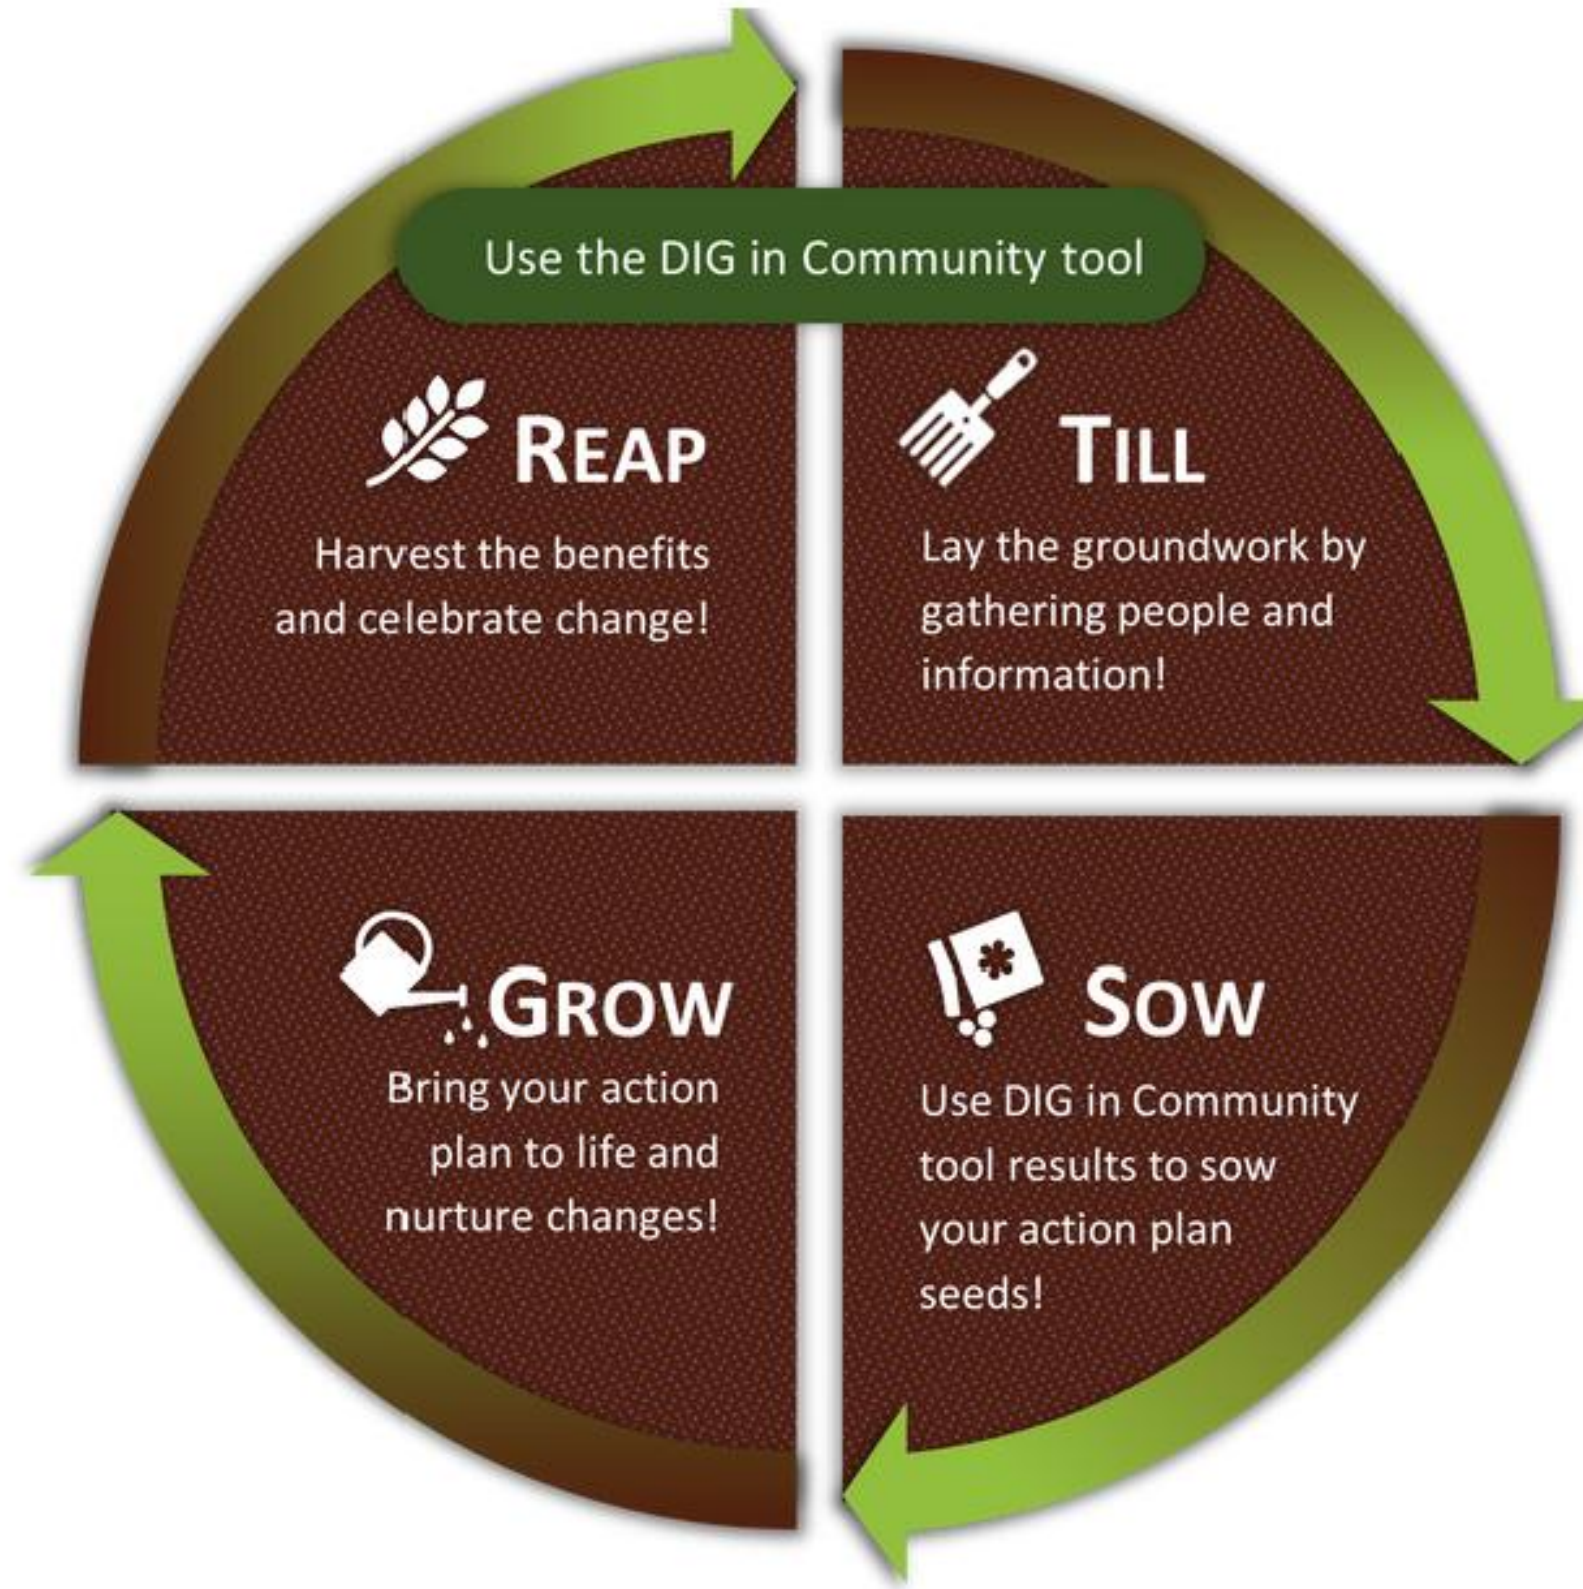 Use the DIG in Community tool
REAP
Harvest the benefits
and celebrate change!
TILL
Lay the groundwork by
gathering people and
information!
GROW
Bring your action
plan to life and
nurture changes!
SOW
Use DIG in Community
tool results to sow
your action plan
seeds!